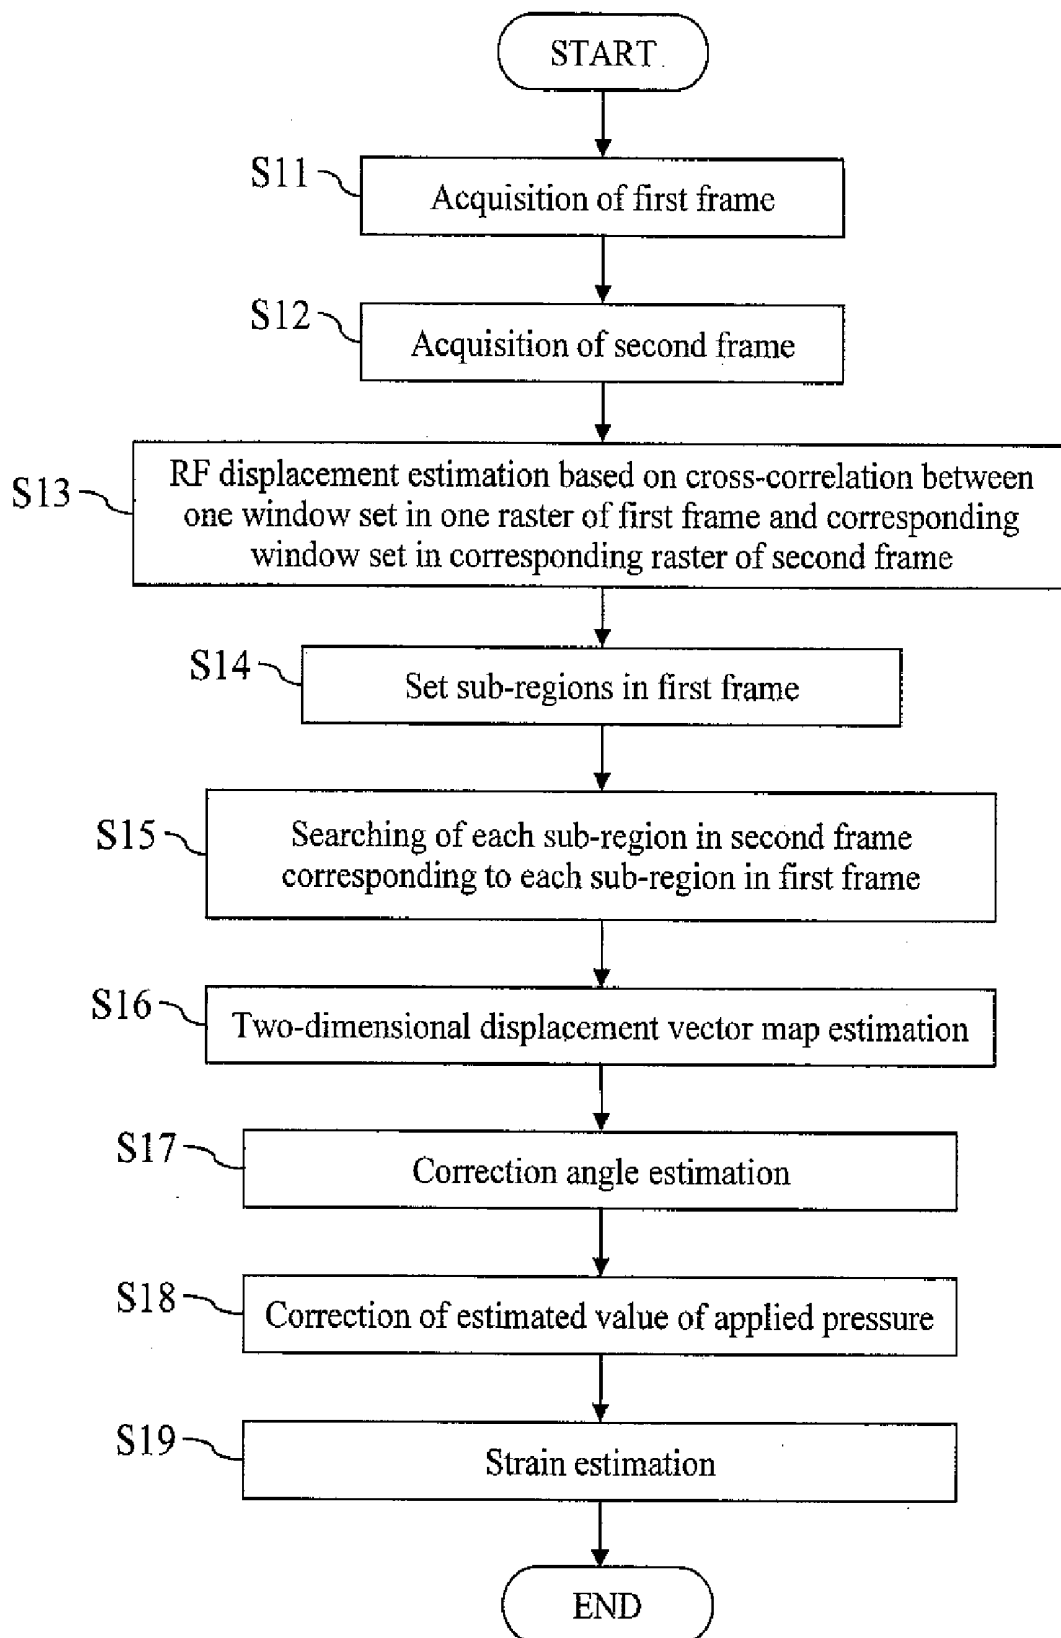 START
S11
Acquisition of first frame
S12
Acquisition of second frame
S13
RF displacement estimation based on cross-correlation between
one window set in one raster of first frame and corresponding
window set in corresponding raster of second frame
S14
Set sub-regions in first frame
S15
Searching of each sub-region in second frame
corresponding to each sub-region in first frame
S16
Two-dimensional displacement vector map estimation
S17
Correction angle estimation
S18
Correction of estimated value of applied pressure
S19
Strain estimation
END